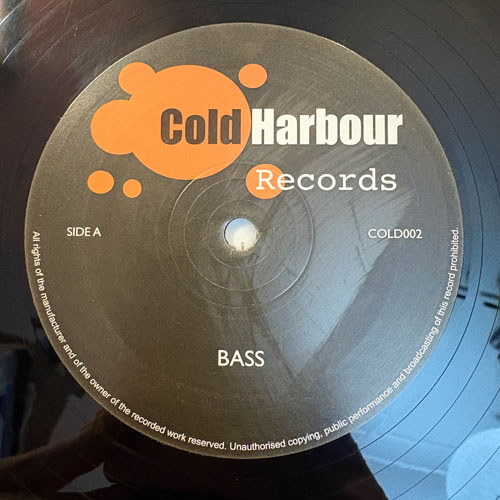 Cold Harbour
Records
SIDE A
COLD002
BASS
All rights of the manufacturer and of the owner of the recorded work reserved. Unauthorised copying, public performance and broadcasting of this record prohibited.